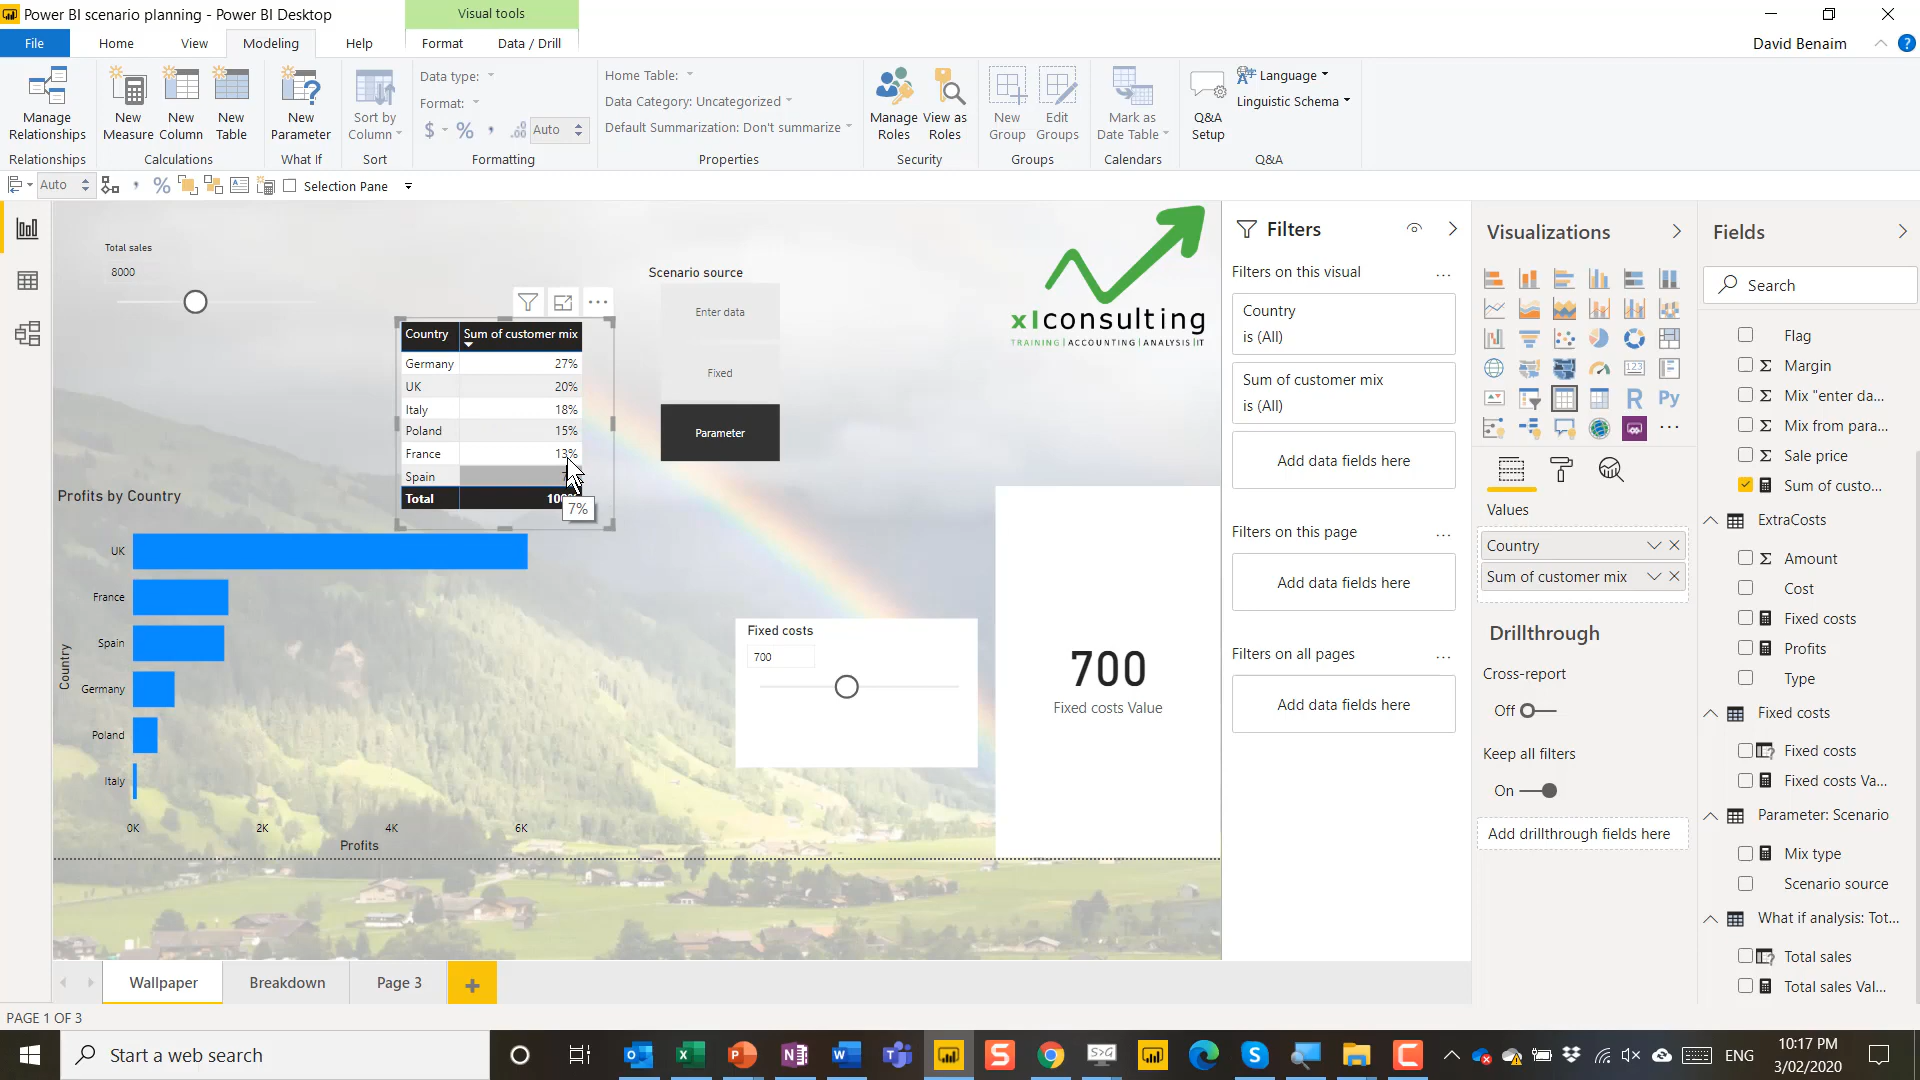 Power BI scenario planning - Power BI Desktop
Visual tools
File
Home
View
Modeling
Help
Format
Data / Drill
David Benaim
Manage Relationships
New Measure
New Column
New Table
New Parameter
Sort by Column
Data type:
Format:
$ % , Auto
Home Table:
Data Category: Uncategorized
Default Summarization: Don't summarize
Manage Roles
View as Roles
New Group
Edit Groups
Mark as Date Table
Q&A Setup
Language
Linguistic Schema
Relationships
Calculations
What If
Sort
Formatting
Properties
Security
Groups
Calendars
Q&A
Auto
Selection Pane
Total sales
8000
Country Sum of customer mix
Germany 27%
UK 20%
Italy 18%
Poland 15%
France 13%
Spain
Total
7%
Scenario source
Enter data
Fixed
Parameter
xlconsulting
TRAINING|ACCOUNTING|ANALYSIS|IT
Profits by Country
Country
UK
France
Spain
Germany
Poland
Italy
0K 2K 4K 6K
Profits
Fixed costs
700
700
Fixed costs Value
Filters
Filters on this visual
Country
is (All)
Sum of customer mix
is (All)
Add data fields here
Filters on this page
Add data fields here
Filters on all pages
Add data fields here
Visualizations
R
Py
Values
Country
Sum of customer mix
Drillthrough
Cross-report
Off
Keep all filters
On
Add drillthrough fields here
Fields
Search
Flag
Margin
Mix "enter da...
Mix from para...
Sale price
Sum of custo...
ExtraCosts
Amount
Cost
Fixed costs
Profits
Type
Fixed costs
Fixed costs
Fixed costs Va...
Parameter: Scenario
Mix type
Scenario source
What if analysis: Tot...
Total sales
Total sales Val...
Wallpaper
Breakdown
Page 3
PAGE 1 OF 3
Start a web search
ENG
10:17 PM
3/02/2020